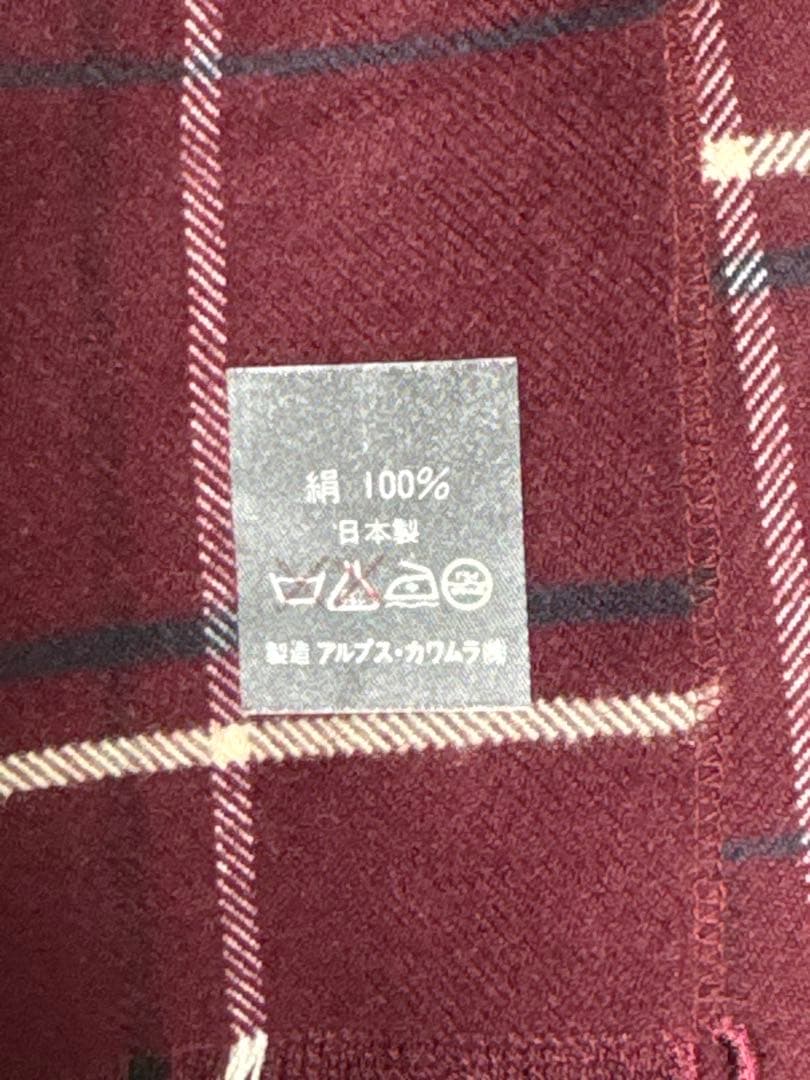 絹 100%
日本製
製造 アルプス・カワムラ㈱